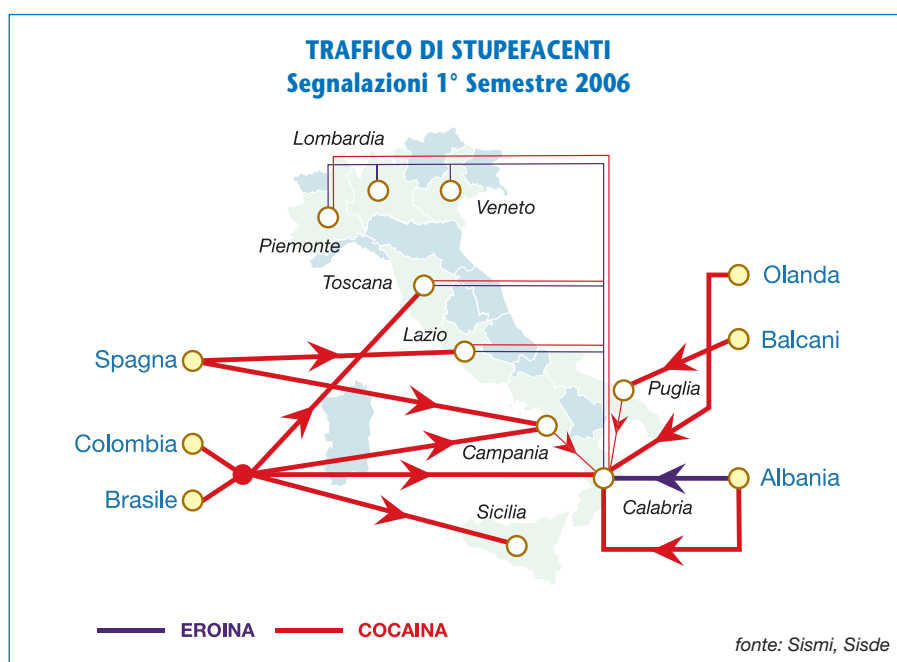 TRAFFICO DI STUPEFACENTI
Segnalazioni 1° Semestre 2006
Lombardia
Veneto
Piemonte
Toscana
Olanda
Lazio
Balcani
Spagna
Puglia
Colombia
Campania
Brasile
Sicilia
Calabria
Albania
EROINA
COCAINA
fonte: Sismi, Sisde